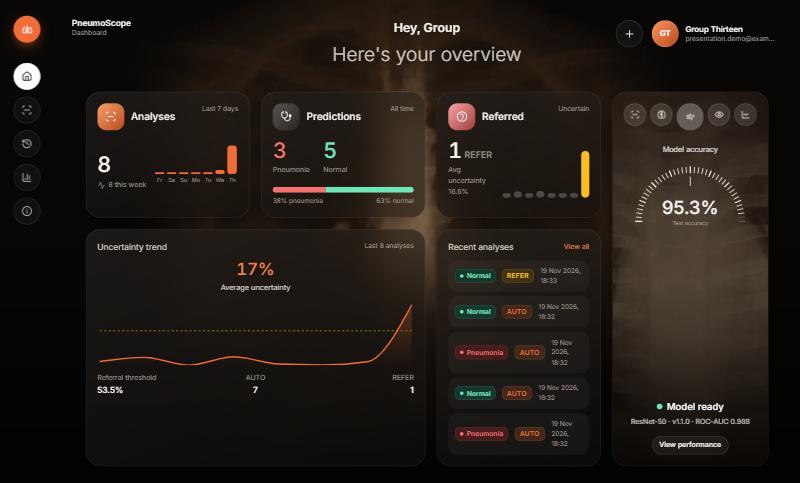 PneumoScope
Dashboard
Hey, Group
Here's your overview
GT
Group Thirteen
presentation.demo@exam...
Analyses
Last 7 days
8
8 this week
Fr Sa Su Mo Tu We Th
Predictions
All time
3
Pneumonia
5
Normal
38% pneumonia
63% normal
Referred
Uncertain
1 REFER
Avg
uncertainty
16.6%
Model accuracy
95.3%
Test accuracy
Model ready
ResNet-50 · v1.1.0 · ROC-AUC 0.988
View performance
Uncertainty trend
Last 8 analyses
17%
Average uncertainty
Referral threshold
53.5%
AUTO
7
REFER
1
Recent analyses
View all
Normal REFER 19 Nov 2026,
18:33
Normal AUTO 19 Nov 2026,
18:32
Pneumonia AUTO 19 Nov
2026,
18:32
Normal AUTO 19 Nov 2026,
18:32
Pneumonia AUTO 19 Nov
2026,
18:32